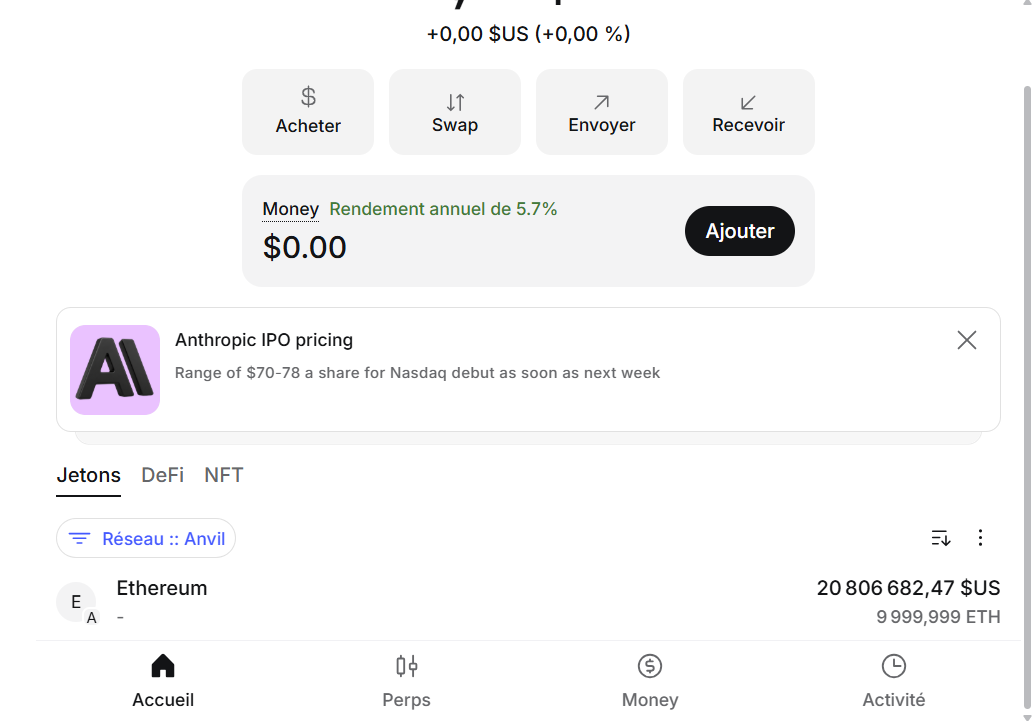 +0,00 $US (+0,00 %)
Acheter
Swap
Envoyer
Recevoir
Money Rendement annuel de 5.7%
$0.00
Ajouter
Anthropic IPO pricing
Range of $70-78 a share for Nasdaq debut as soon as next week
Jetons DeFi NFT
Réseau :: Anvil
E
A
Ethereum
-
20 806 682,47 $US
9 999,999 ETH
Accueil
Perps
Money
Activité